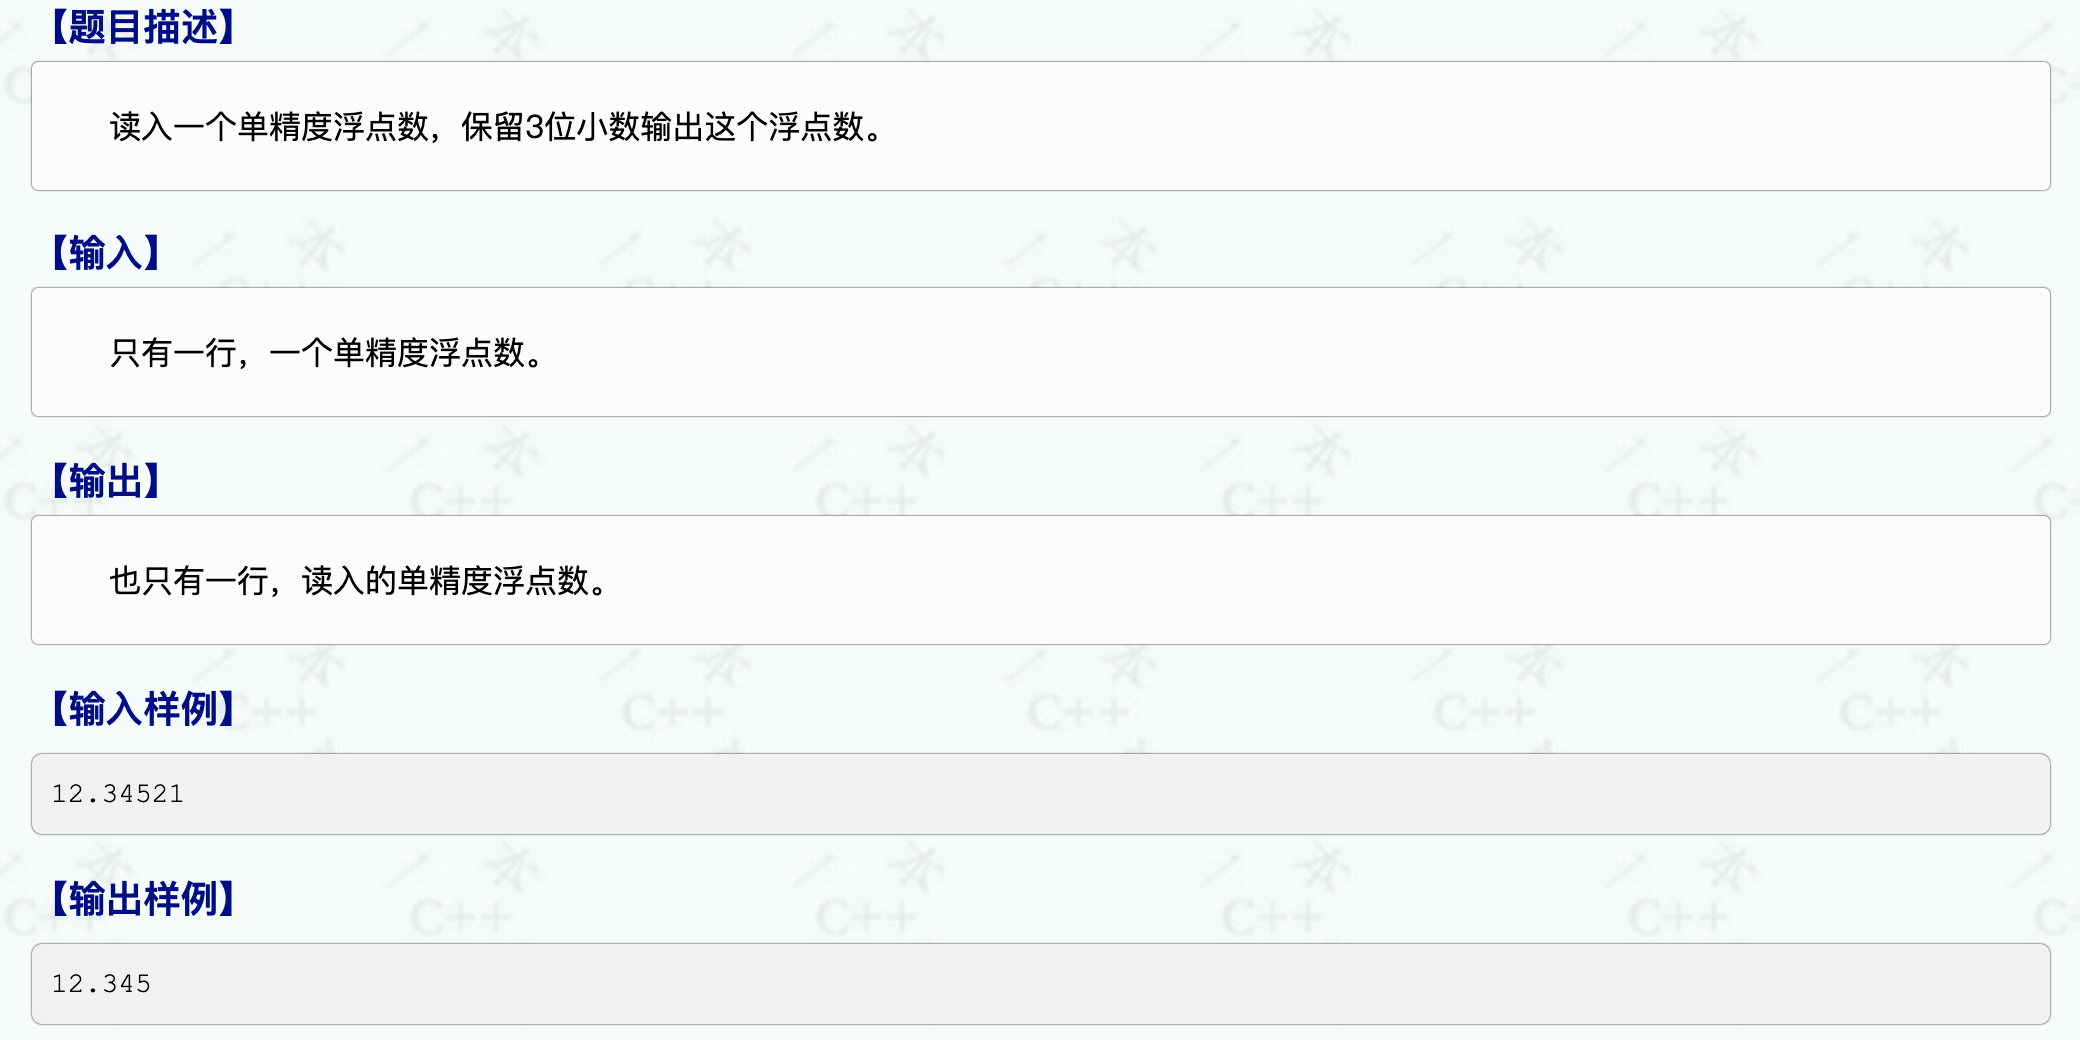 【题目描述】
读入一个单精度浮点数，保留3位小数输出这个浮点数。
【输入】
只有一行，一个单精度浮点数。
【输出】
也只有一行，读入的单精度浮点数。
【输入样例】
12.34521
【输出样例】
12.345